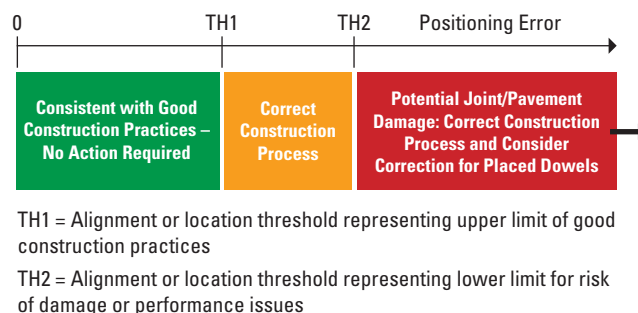 0 TH1 TH2 Positioning Error
Consistent with Good
Construction Practices –
No Action Required
Correct
Construction
Process
Potential Joint/Pavement
Damage: Correct Construction
Process and Consider
Correction for Placed Dowels
TH1 = Alignment or location threshold representing upper limit of good
construction practices
TH2 = Alignment or location threshold representing lower limit for risk
of damage or performance issues